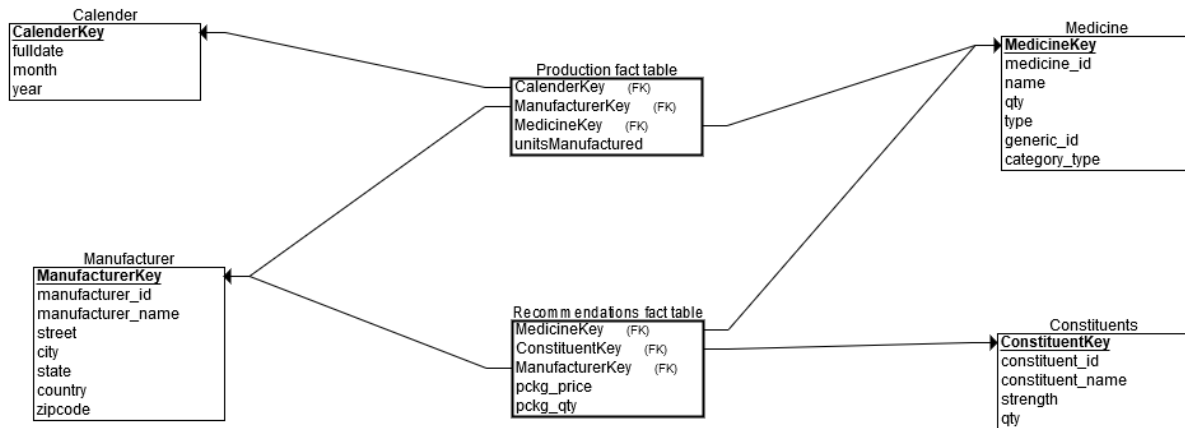 Calender
CalenderKey
fulldate
month
year
Production fact table
CalenderKey (FK)
ManufacturerKey (FK)
MedicineKey (FK)
unitsManufactured
Medicine
MedicineKey
medicine_id
name
qty
type
generic_id
category_type
Manufacturer
ManufacturerKey
manufacturer_id
manufacturer_name
street
city
state
country
zipcode
Recommendations fact table
MedicineKey (FK)
ConstituentKey (FK)
ManufacturerKey (FK)
pckg_price
pckg_qty
Constituents
ConstituentKey
constituent_id
constituent_name
strength
qty